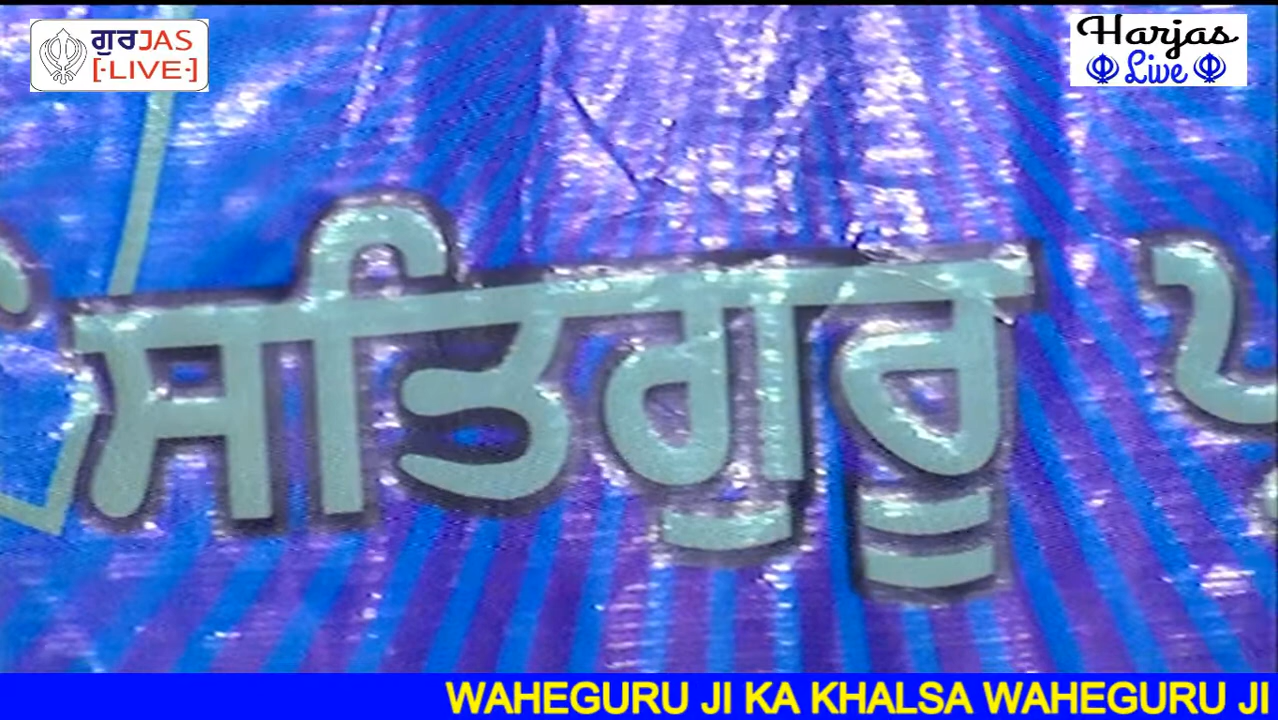 ਗੁਰJAS
[·LIVE·]
Harjas
Live
ਸਤਿਗੁਰੂ
WAHEGURU JI KA KHALSA WAHEGURU JI